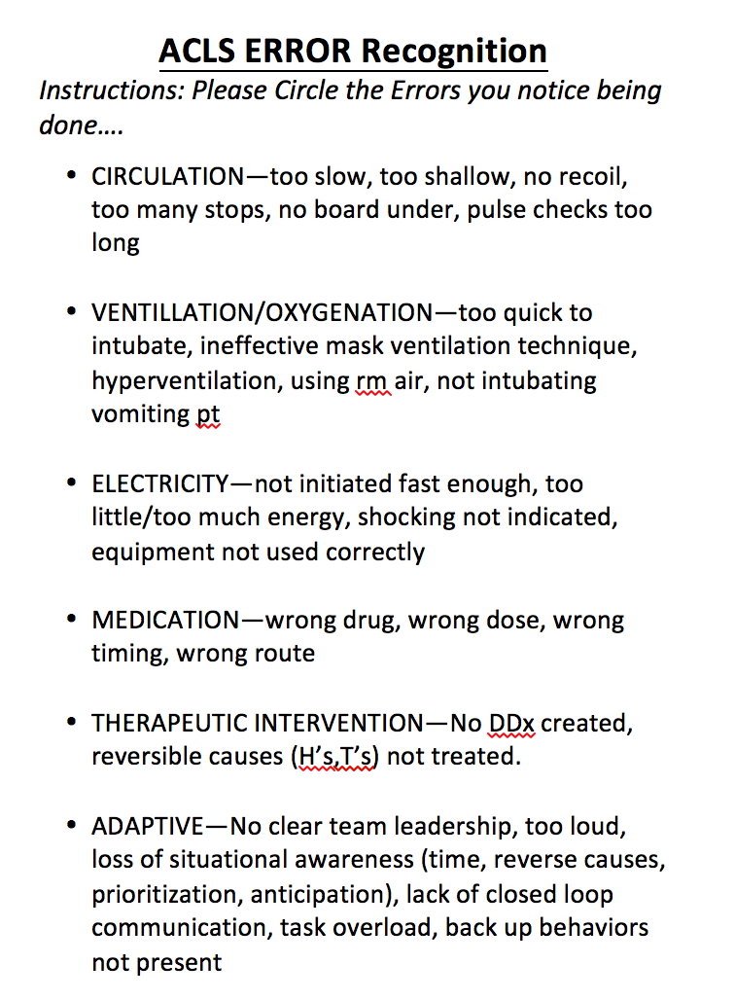 ACLS ERROR Recognition
Instructions: Please Circle the Errors you notice being
done....
• CIRCULATION—too slow, too shallow, no recoil,
too many stops, no board under, pulse checks too
long
• VENTILLATION/OXYGENATION—too quick to
intubate, ineffective mask ventilation technique,
hyperventilation, using rm air, not intubating
vomiting pt
• ELECTRICITY—not initiated fast enough, too
little/too much energy, shocking not indicated,
equipment not used correctly
• MEDICATION—wrong drug, wrong dose, wrong
timing, wrong route
• THERAPEUTIC INTERVENTION—No DDx created,
reversible causes (H’s,T’s) not treated.
• ADAPTIVE—No clear team leadership, too loud,
loss of situational awareness (time, reverse causes,
prioritization, anticipation), lack of closed loop
communication, task overload, back up behaviors
not present